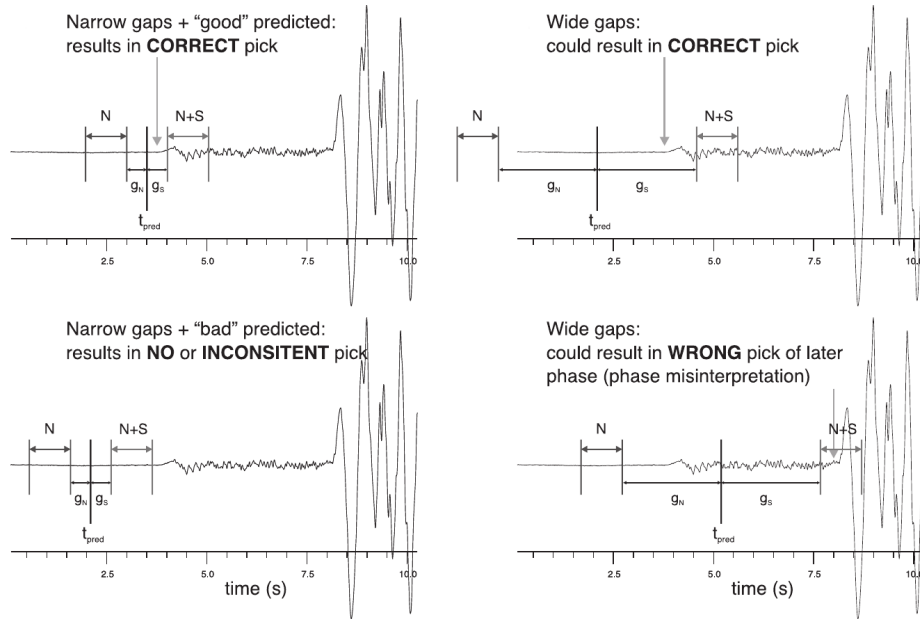 Narrow gaps + “good” predicted:
results in CORRECT pick
N
N+S
gN
gS
tpred
2.5
5.0
7.5
10.0
Wide gaps:
could result in CORRECT pick
N
N+S
gN
gS
tpred
2.5
5.0
7.5
10.0
Narrow gaps + “bad” predicted:
results in NO or INCONSITENT pick
N
N+S
gN
gS
tpred
2.5
5.0
7.5
10.0
time (s)
Wide gaps:
could result in WRONG pick of later
phase (phase misinterpretation)
N
N+S
gN
gS
tpred
2.5
5.0
7.5
10.0
time (s)